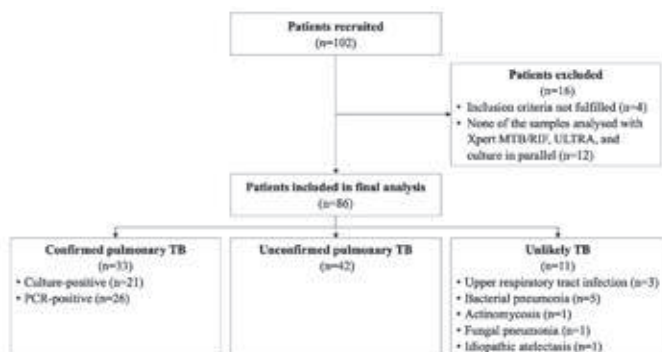 Patients recruited
(n=102)
Patients excluded
(n=16)
• Inclusion criteria not fulfilled (n=4)
• None of the samples analysed with
Xpert MTB/RIF, ULTRA, and
culture in parallel (n=12)
Patients included in final analysis
(n=86)
Confirmed pulmonary TB
(n=33)
• Culture-positive (n=21)
• PCR-positive (n=26)
Unconfirmed pulmonary TB
(n=42)
Unlikely TB
(n=11)
• Upper respiratory tract infection (n=3)
• Bacterial pneumonia (n=5)
• Actinomycosis (n=1)
• Fungal pneumonia (n=1)
• Idiopathic atelectasis (n=1)